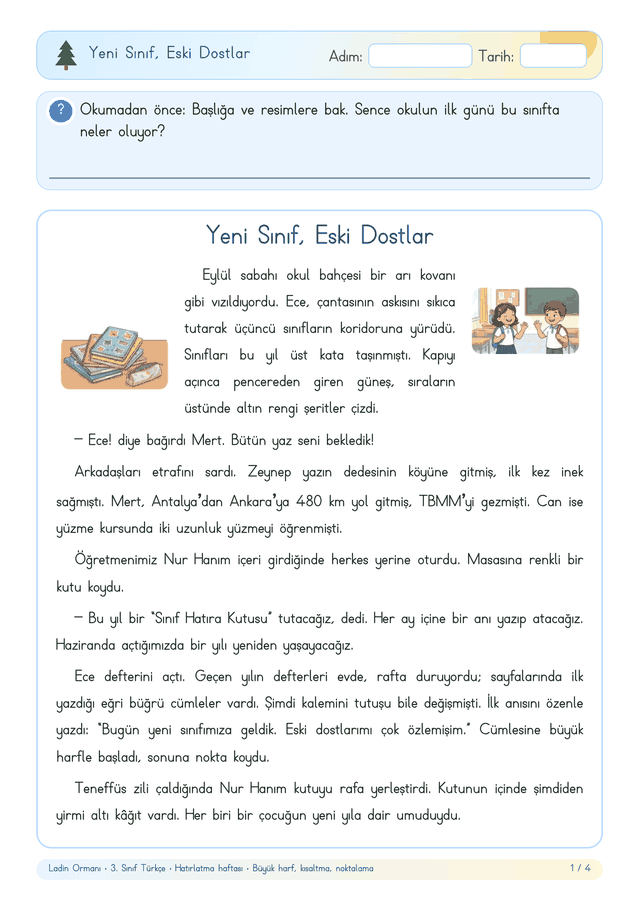 Yeni Sınıf, Eski Dostlar
Adım:
Tarih:
?
Okumadan önce: Başlığa ve resimlere bak. Sence okulun ilk günü bu sınıfta
neler oluyor?
Yeni Sınıf, Eski Dostlar
Eylül sabahı okul bahçesi bir arı kovanı
gibi vızıldıyordu. Ece, çantasının askısını sıkıca
tutarak üçüncü sınıfların koridoruna yürüdü.
Sınıfları bu yıl üst kata taşınmıştı. Kapıyı
açınca pencereden giren güneş, sıraların
üstünde altın rengi şeritler çizdi.
– Ece! diye bağırdı Mert. Bütün yaz seni bekledik!
Arkadaşları etrafını sardı. Zeynep yazın dedesinin köyüne gitmiş, ilk kez inek
sağmıştı. Mert, Antalya’dan Ankara’ya 480 km yol gitmiş, TBMM’yi gezmişti. Can ise
yüzme kursunda iki uzunluk yüzmeyi öğrenmişti.
Öğretmenimiz Nur Hanım içeri girdiğinde herkes yerine oturdu. Masasına renkli bir
kutu koydu.
– Bu yıl bir “Sınıf Hatıra Kutusu” tutacağız, dedi. Her ay içine bir anı yazıp atacağız.
Haziranda açtığımızda bir yılı yeniden yaşayacağız.
Ece defterini açtı. Geçen yılın defterleri evde, rafta duruyordu; sayfalarında ilk
yazdığı eğri büğrü cümleler vardı. Şimdi kalemini tutuşu bile değişmişti. İlk anısını özenle
yazdı: “Bugün yeni sınıfımıza geldik. Eski dostlarımı çok özlemişim.” Cümlesine büyük
harfle başladı, sonuna nokta koydu.
Teneffüs zili çaldığında Nur Hanım kutuyu rafa yerleştirdi. Kutunun içinde şimdiden
yirmi altı kâğıt vardı. Her biri bir çocuğun yeni yıla dair umuduydu.
Ladin Ormanı • 3. Sınıf Türkçe • Hatırlatma haftası • Büyük harf, kısaltma, noktalama
1 / 4